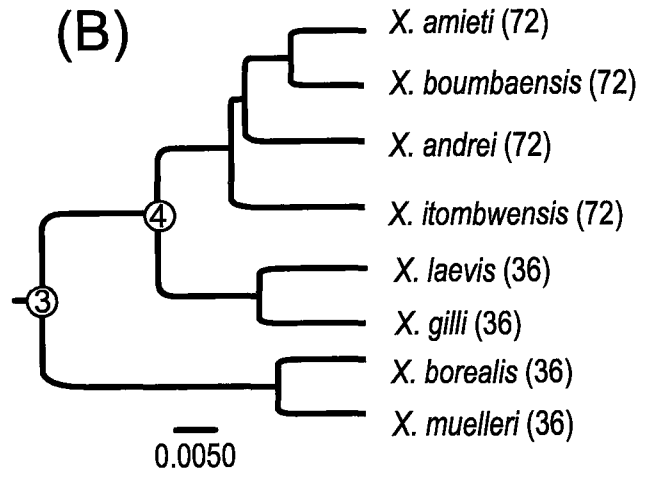 (B)
X. amieti (72)
X. boumbaensis (72)
X. andrei (72)
4
X. itombwensis (72)
X. laevis (36)
3
X. gilli (36)
X. borealis (36)
X. muelleri (36)
0.0050